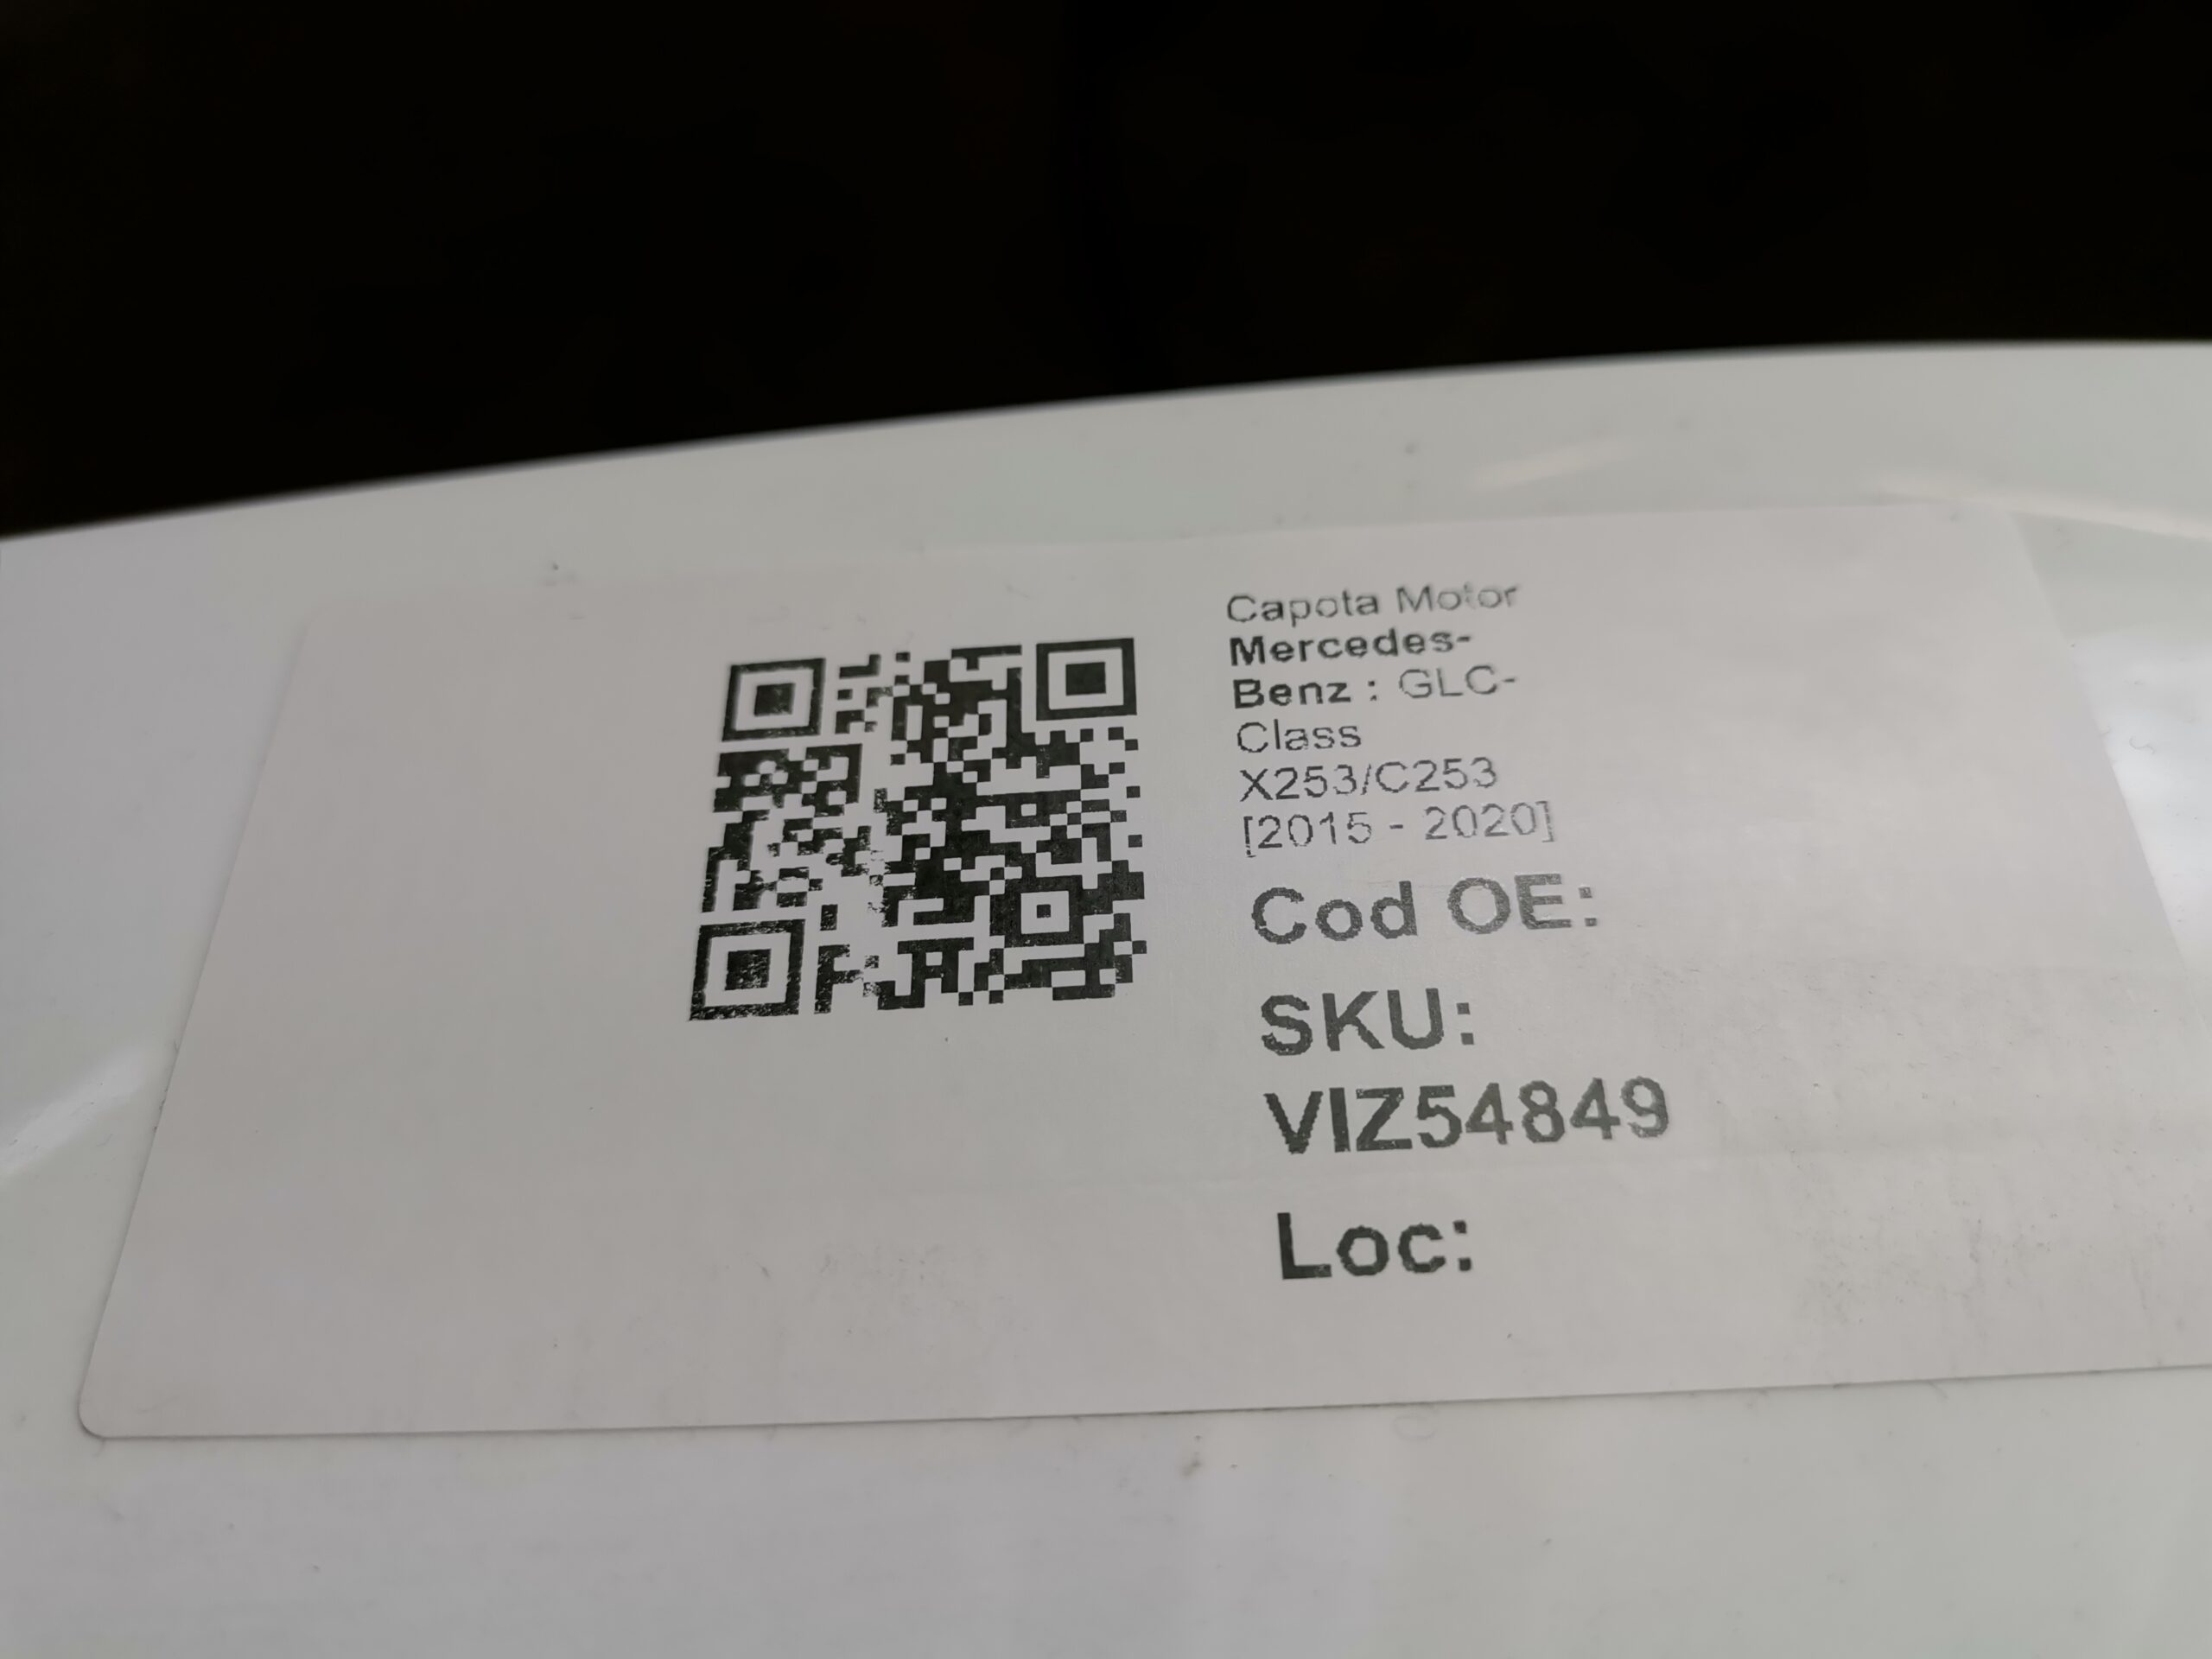 Capota Motor
Mercedes-
Benz : GLC-
Class
X253/C253
[2015 - 2020]
Cod OE:
SKU:
VIZ54849
Loc: